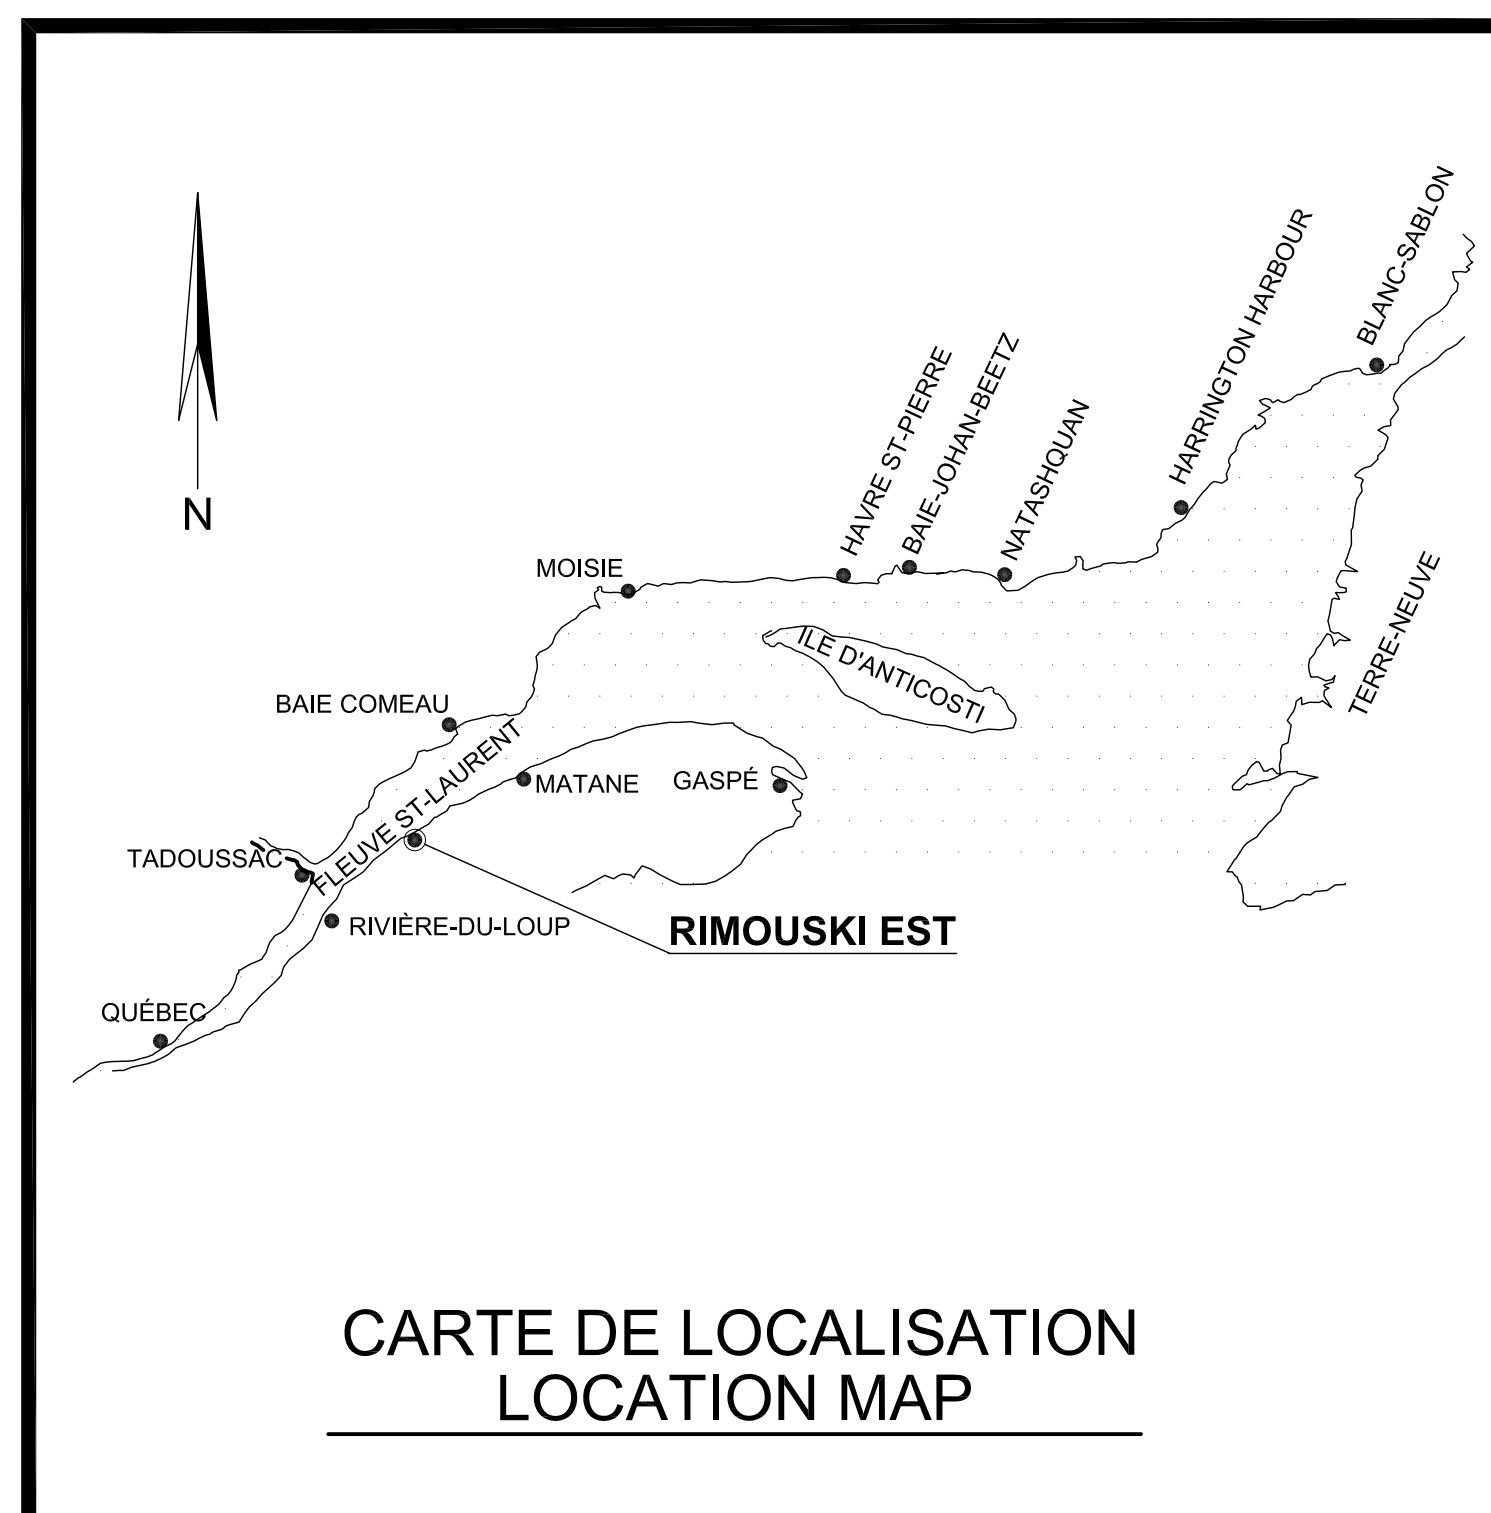 BLANC-SABLON
HARRINGTON HARBOUR
BAIE-JOHAN-BEETZ
HAVRE ST-PIERRE
NATASHQUAN
N
MOISIE
TERRE-NEUVE
ILE D'ANTICOSTI
BAIE COMEAU
FLEUVE ST-LAURENT
MATANE
GASPÉ
TADOUSSAC
RIVIÈRE-DU-LOUP
RIMOUSKI EST
QUÉBEC
CARTE DE LOCALISATION
LOCATION MAP